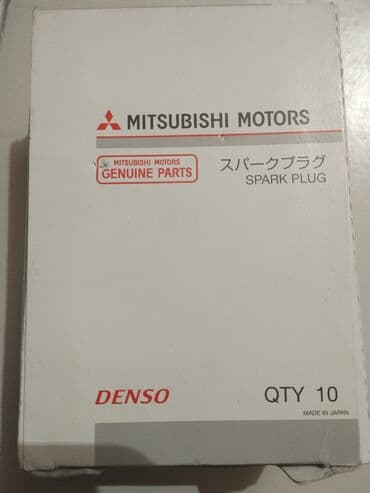 MITSUBISHI MOTORS
MITSUBISHI MOTORS
GENUINE PARTS
スパークプラグ
SPARK PLUG
DENSO
QTY 10
MADE IN JAPAN